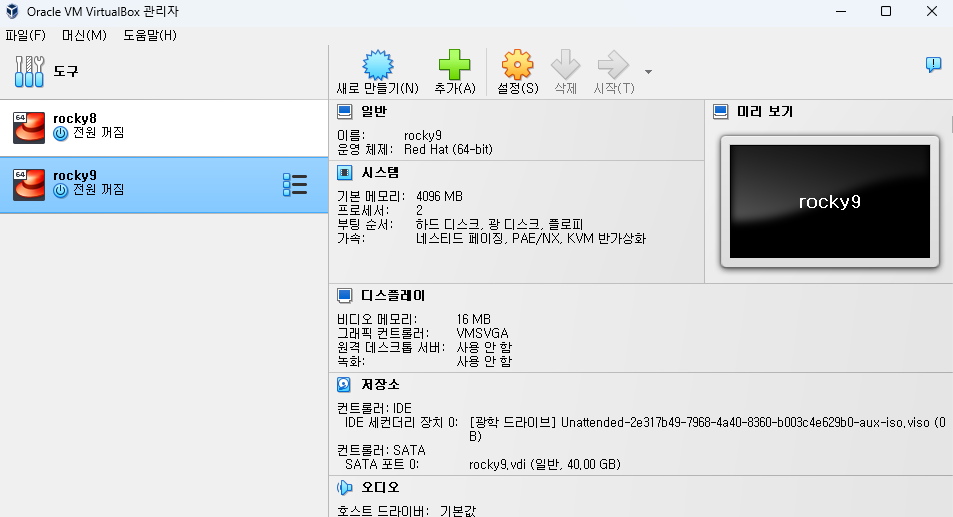 Oracle VM VirtualBox 관리자
파일(F) 머신(M) 도움말(H)
도구
새로 만들기(N) 추가(A) 설정(S) 삭제 시작(T)
64 rocky8
전원 꺼짐
64 rocky9
전원 꺼짐
일반
이름: rocky9
운영 체제: Red Hat (64-bit)
미리 보기
rocky9
시스템
기본 메모리: 4096 MB
프로세서: 2
부팅 순서: 하드 디스크, 광 디스크, 플로피
가속: 네스티드 페이징, PAE/NX, KVM 반가상화
디스플레이
비디오 메모리: 16 MB
그래픽 컨트롤러: VMSVGA
원격 데스크톱 서버: 사용 안 함
녹화: 사용 안 함
저장소
컨트롤러: IDE
IDE 세컨더리 장치 0: [광학 드라이브] Unattended-2e317b49-7968-4a40-8360-b003c4e629b0-aux-iso.viso (0
B)
컨트롤러: SATA
SATA 포트 0: rocky9.vdi (일반, 40.00 GB)
오디오
호스트 드라이버: 기본값